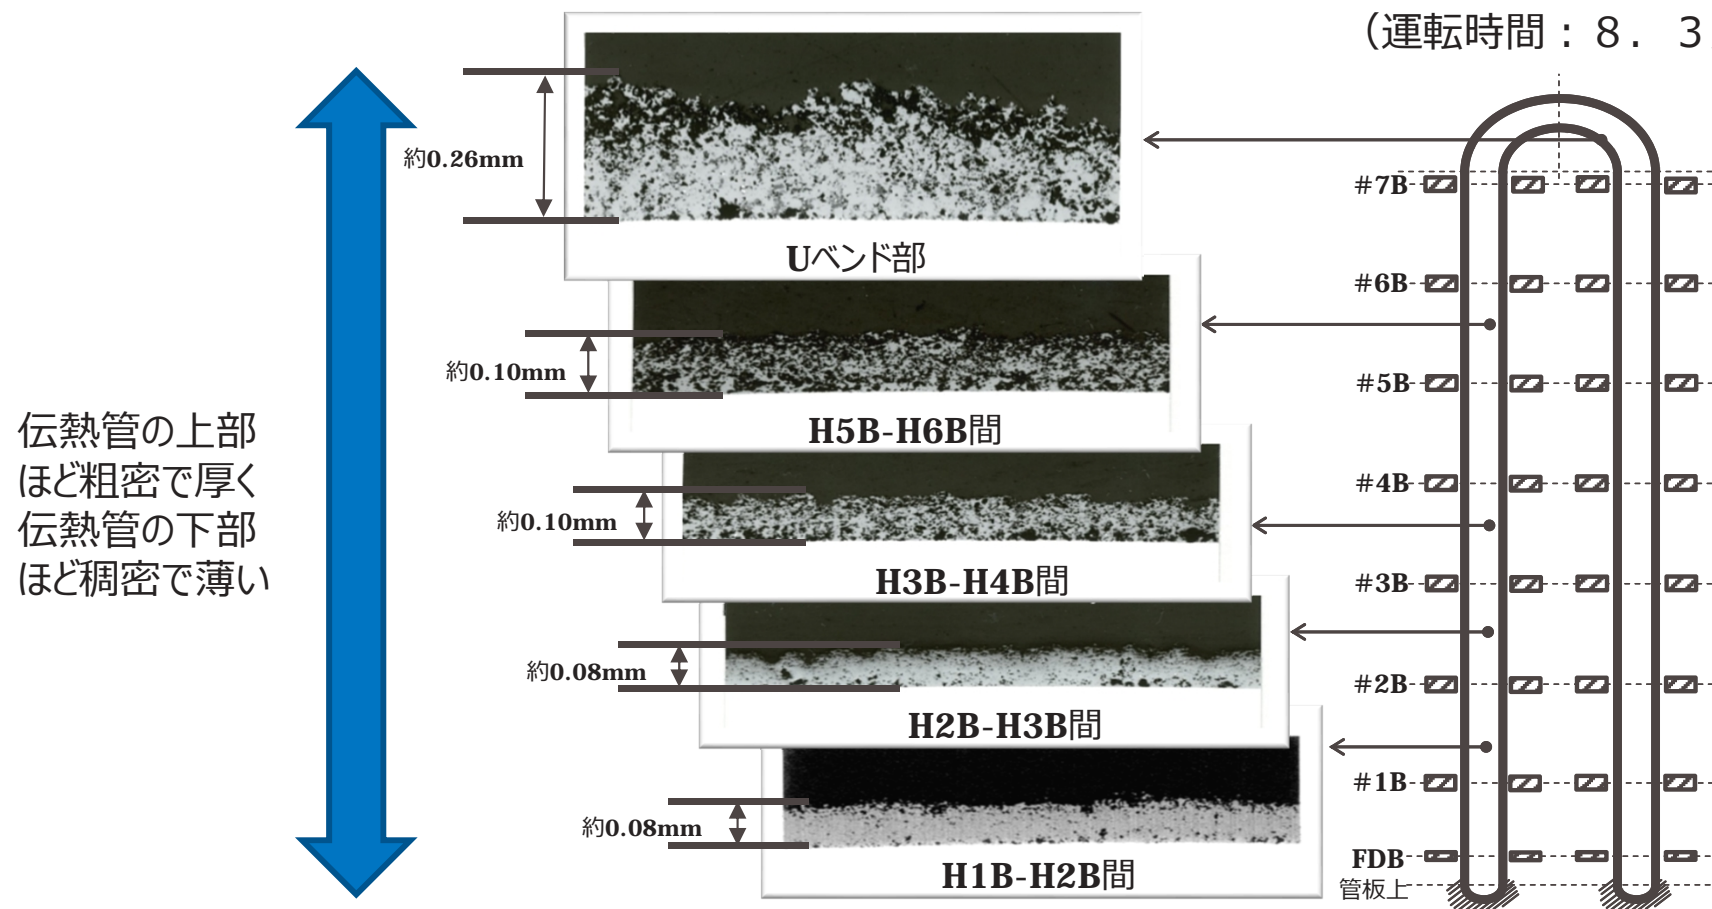 （運転時間：８．３
約0.26mm
Uベンド部
約0.10mm
H5B-H6B間
約0.10mm
H3B-H4B間
約0.08mm
H2B-H3B間
約0.08mm
H1B-H2B間
伝熱管の上部
ほど粗密で厚く
伝熱管の下部
ほど稠密で薄い
#7B
#6B
#5B
#4B
#3B
#2B
#1B
FDB
管板上